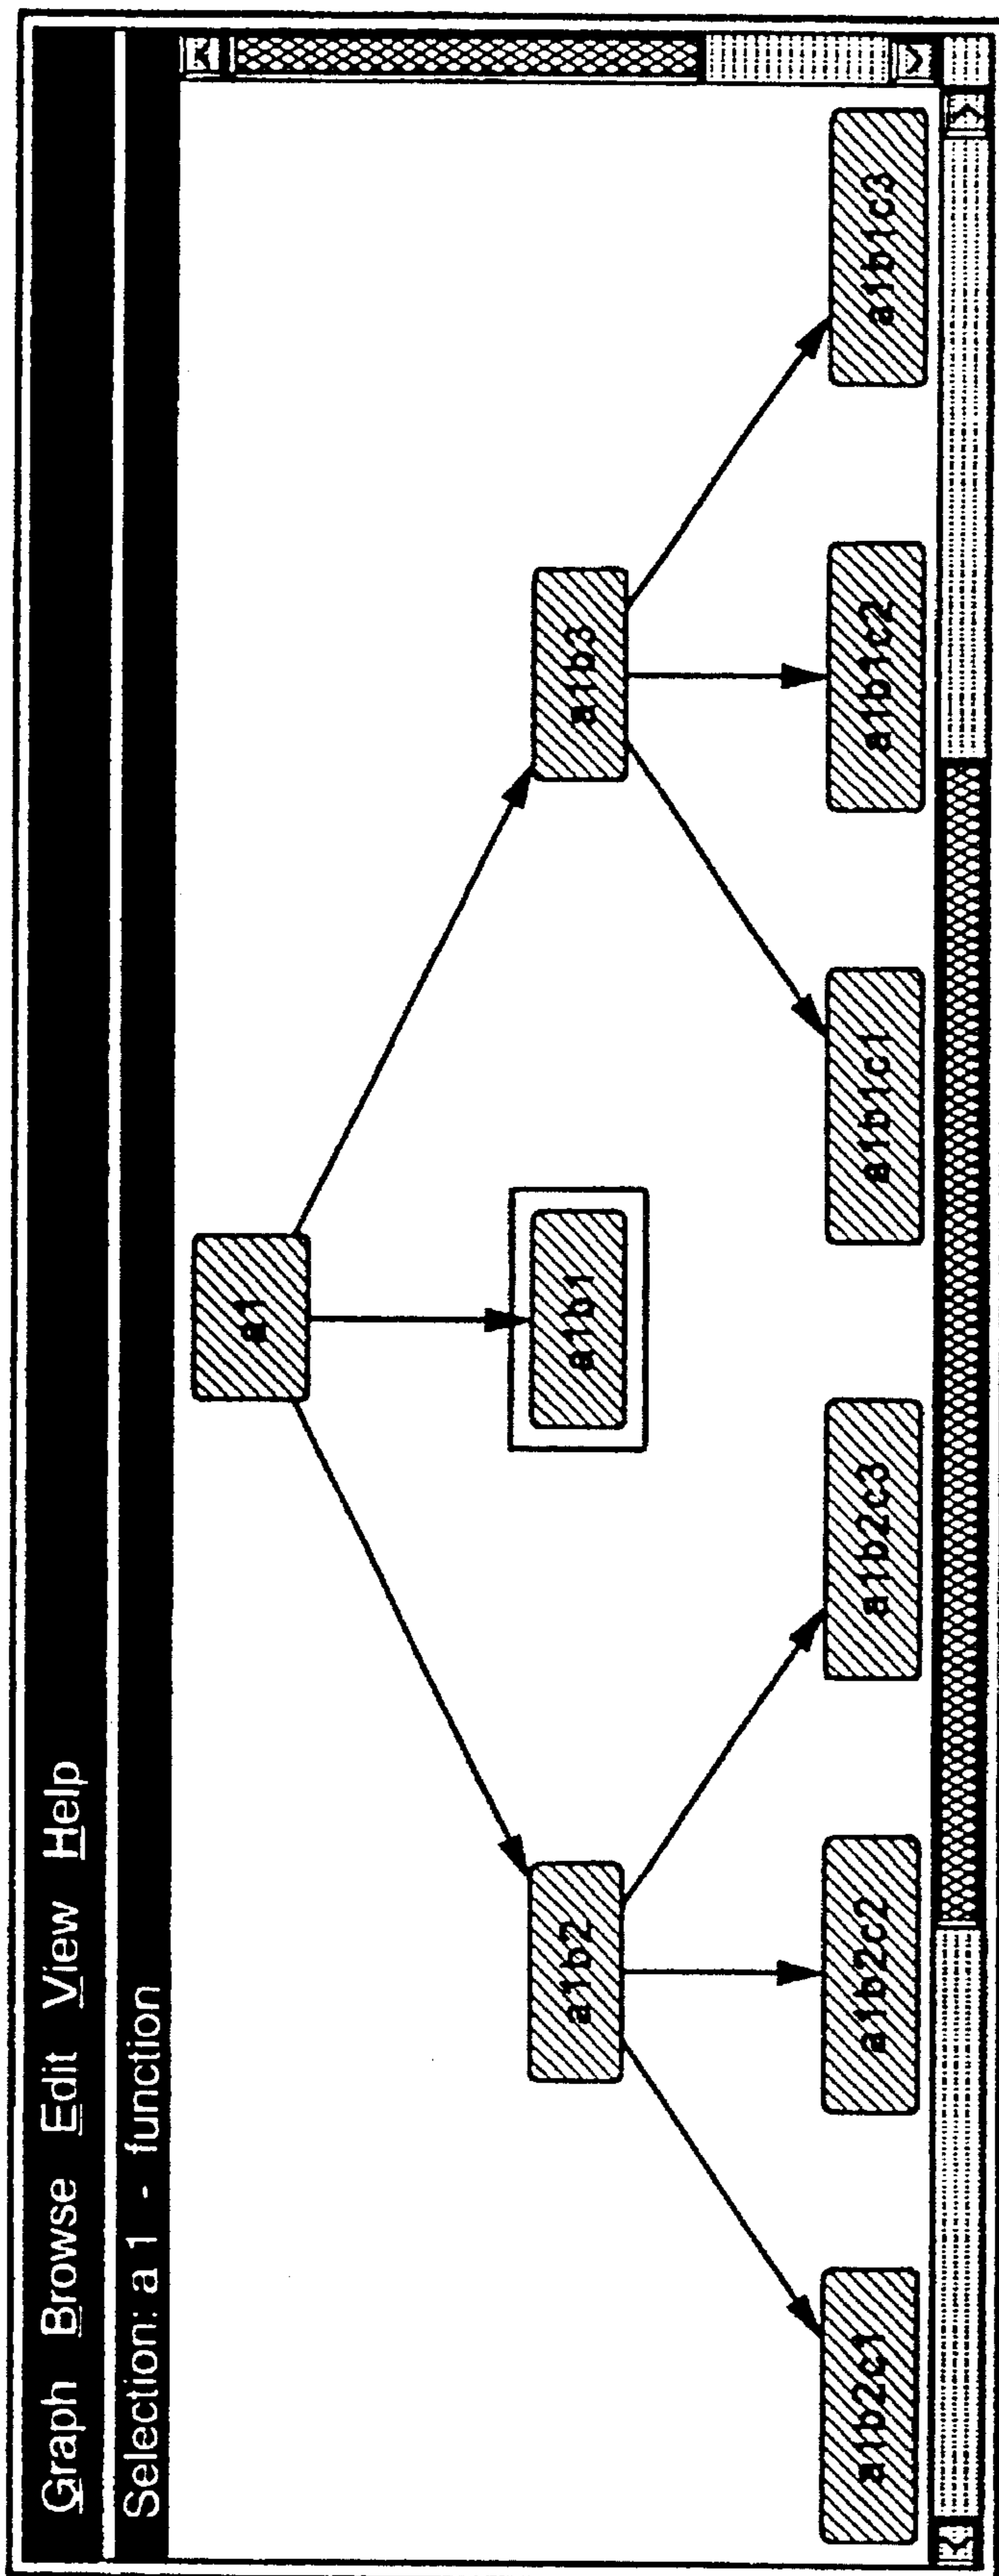 Graph Browse Edit View Help
Selection: a 1 - function
a1
a1b2
a1b1
a1b3
a1b2c1
a1b2c2
a1b2c3
a1b1c1
a1b1c2
a1b1c3